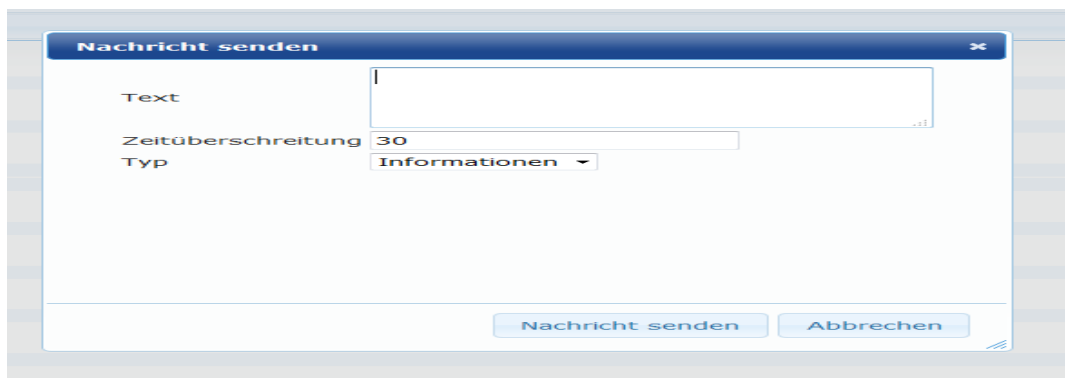 Nachricht senden
Text
Zeitüberschreitung 30
Typ Informationen
Nachricht senden Abbrechen